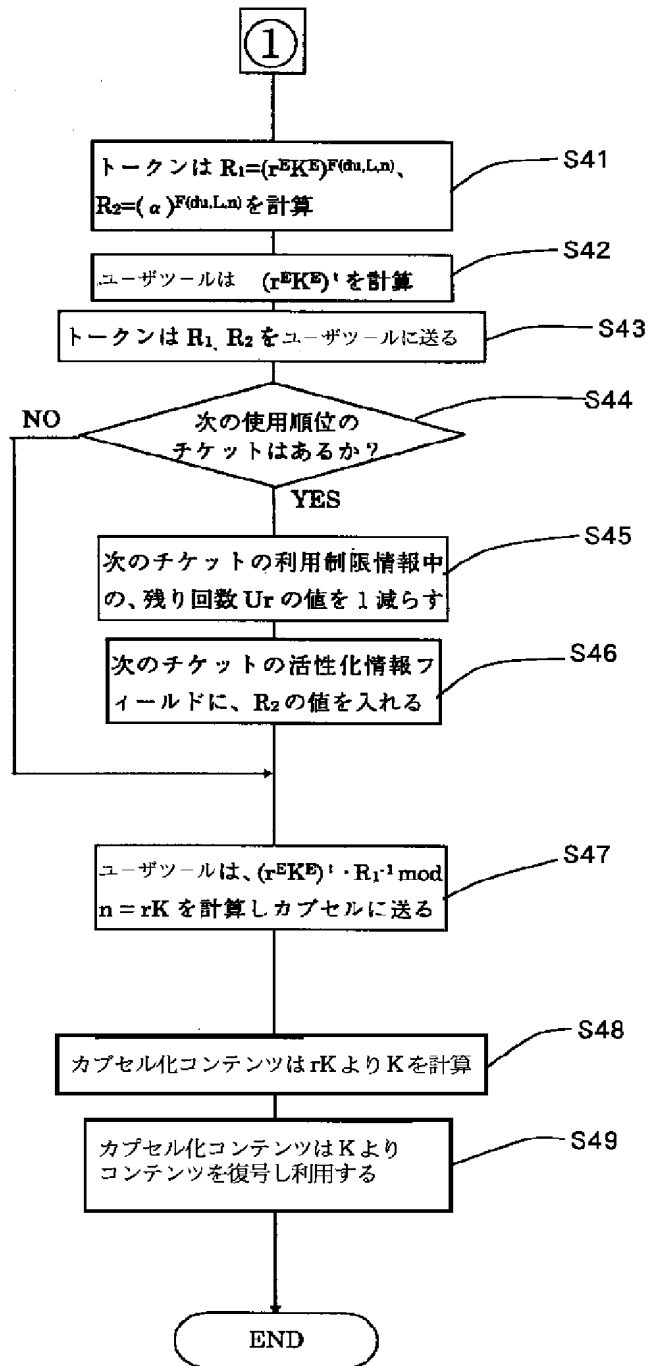 ①
トークンは R₁=(rᴱKᴱ)^F(du,L,n)、
R₂=(α)^F(du,L,n)を計算
S41
ユーザツールは (rᴱKᴱ)ᵗ を計算
S42
トークンは R₁、R₂ をユーザツールに送る
S43
次の使用順位の
チケットはあるか?
S44
NO
YES
次のチケットの利用制限情報中
の、残り回数 Ur の値を 1 減らす
S45
次のチケットの活性化情報フ
ィールドに、R₂の値を入れる
S46
ユーザツールは、(rᴱKᴱ)ᵗ・R₁⁻¹ mod
n = rK を計算しカプセルに送る
S47
カプセル化コンテンツは rK より K を計算
S48
カプセル化コンテンツは K より
コンテンツを復号し利用する
S49
END